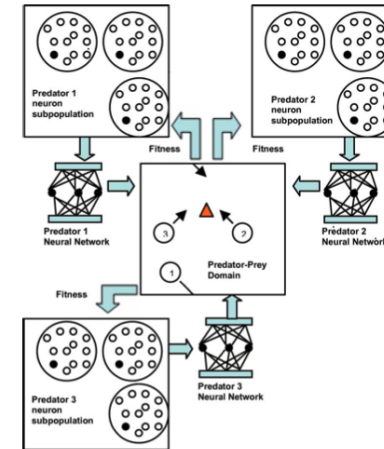 Predator 1
neuron
subpopulation
Predator 2
neuron
subpopulation
Fitness
Fitness
Predator 1
Neural Network
3
2
1
Predator-Prey
Domain
Predator 2
Neural Network
Fitness
Predator 3
neuron
subpopulation
Predator 3
Neural Network